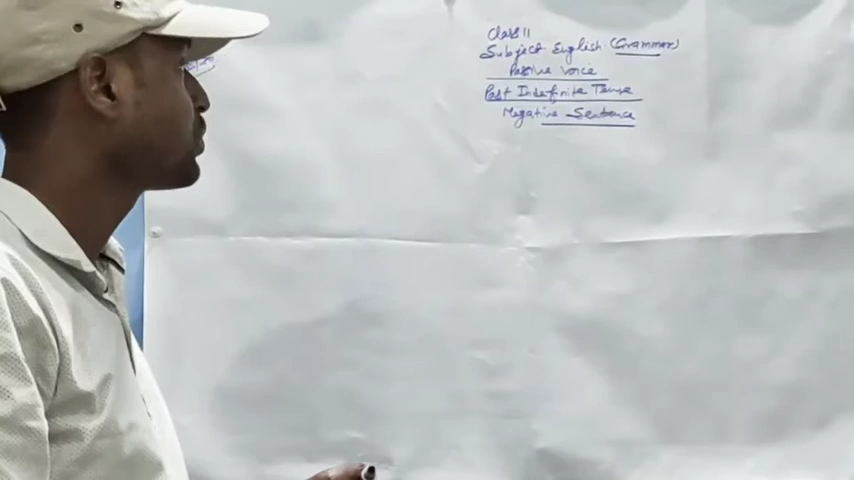 Class 11
Subject English (Grammar)
Passive Voice
Past Indefinite Tense
Negative Sentence